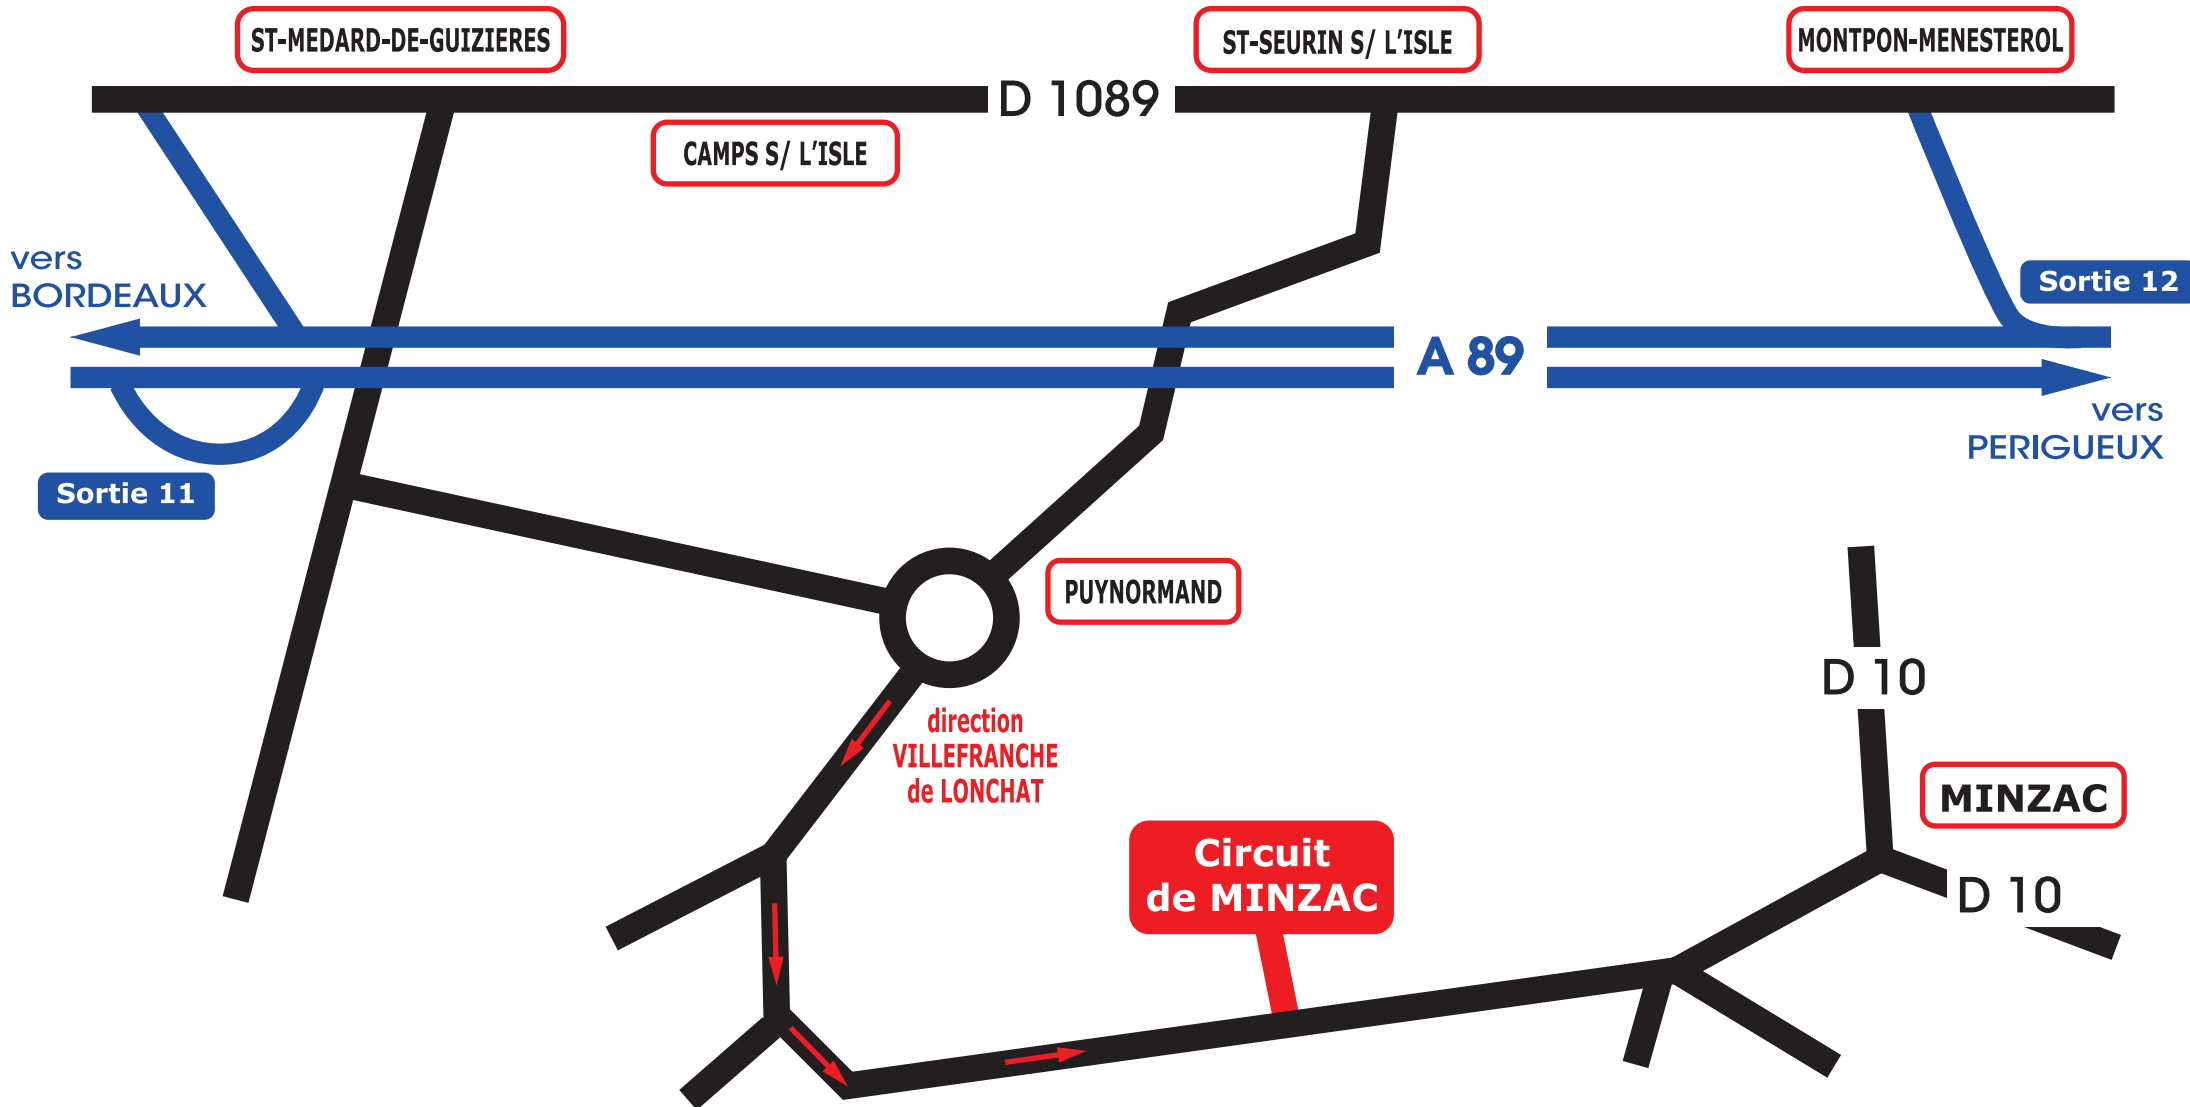 ST-MEDARD-DE-GUIZIERES
ST-SEURIN S/ L'ISLE
MONTPON-MENESTEROL
D 1089
CAMPS S/ L'ISLE
vers
BORDEAUX
Sortie 12
A 89
vers
PERIGUEUX
Sortie 11
PUYNORMAND
D 10
direction
VILLEFRANCHE
de LONCHAT
MINZAC
Circuit
de MINZAC
D 10